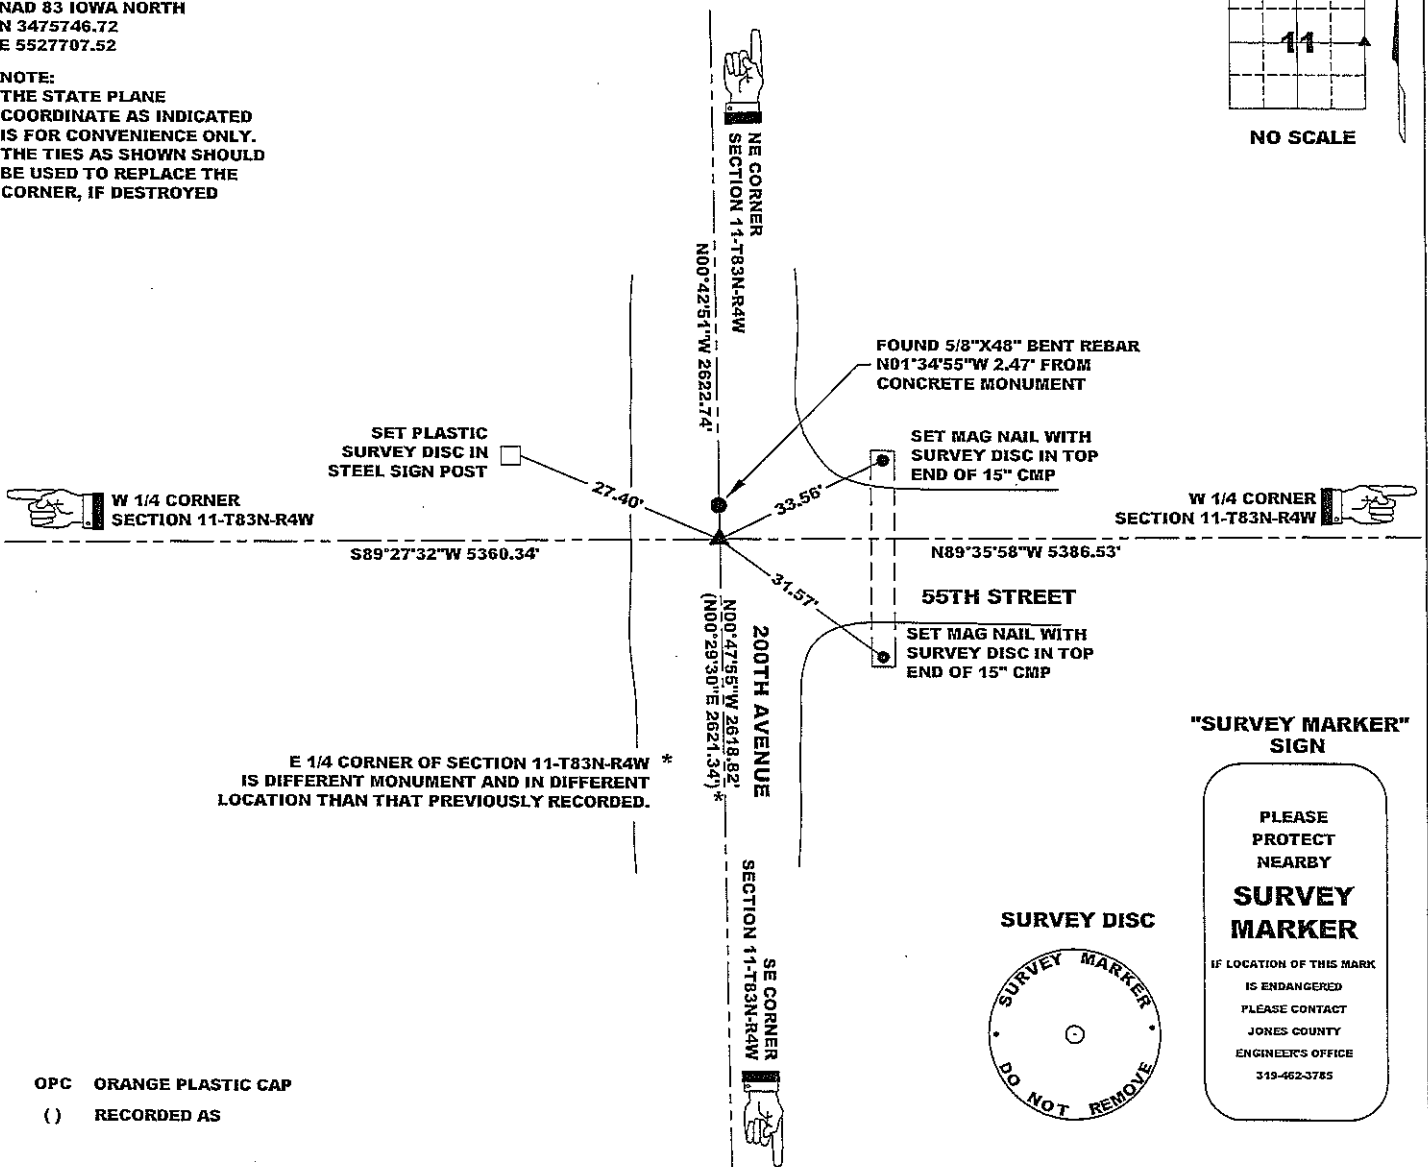 NAD 83 IOWA NORTH
N 3475746.72
E 5527707.52
NOTE:
THE STATE PLANE
COORDINATE AS INDICATED
IS FOR CONVENIENCE ONLY.
THE TIES AS SHOWN SHOULD
BE USED TO REPLACE THE
CORNER, IF DESTROYED
11
NO SCALE
NE CORNER
SECTION 11-T83N-R4W
N00°42'51"W 2622.74'
FOUND 5/8"X48" BENT REBAR
N01°34'55"W 2.47' FROM
CONCRETE MONUMENT
SET PLASTIC
SURVEY DISC IN
STEEL SIGN POST
27.40'
33.56'
SET MAG NAIL WITH
SURVEY DISC IN TOP
END OF 15" CMP
W 1/4 CORNER
SECTION 11-T83N-R4W
W 1/4 CORNER
SECTION 11-T83N-R4W
S89°27'32"W 5360.34'
N89°35'58"W 5386.53'
31.57'
55TH STREET
SET MAG NAIL WITH
SURVEY DISC IN TOP
END OF 15" CMP
200TH AVENUE
N00°47'55"W 2618.82'
(N00°29'30"E 2621.34')*
E 1/4 CORNER OF SECTION 11-T83N-R4W *
IS DIFFERENT MONUMENT AND IN DIFFERENT
LOCATION THAN THAT PREVIOUSLY RECORDED.
SE CORNER
SECTION 11-T83N-R4W
"SURVEY MARKER"
SIGN
PLEASE
PROTECT
NEARBY
SURVEY
MARKER
IF LOCATION OF THIS MARK
IS ENDANGERED
PLEASE CONTACT
JONES COUNTY
ENGINEER'S OFFICE
319-462-3785
SURVEY DISC
• SURVEY MARKER •
DO NOT REMOVE
OPC ORANGE PLASTIC CAP
( ) RECORDED AS